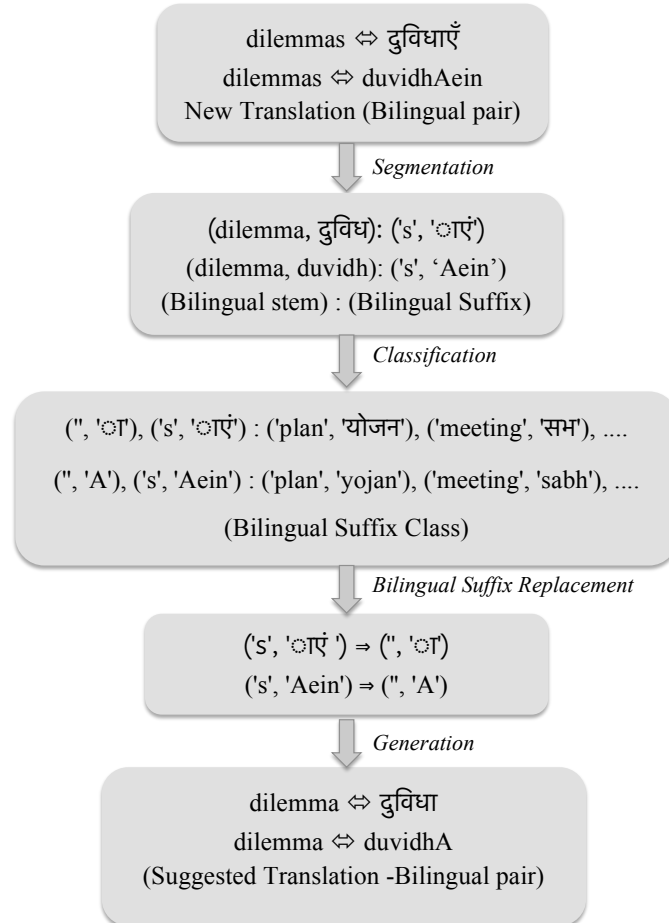 dilemmas ⇔ दुविधाएँ
dilemmas ⇔ duvidhAein
New Translation (Bilingual pair)
Segmentation
(dilemma, दुविध): ('s', 'ाएं')
(dilemma, duvidh): ('s', ‘Aein’)
(Bilingual stem) : (Bilingual Suffix)
Classification
('', 'ा'), ('s', 'ाएं') : ('plan', 'योजन'), ('meeting', 'सभ'), ....
('', 'A'), ('s', 'Aein') : ('plan', 'yojan'), ('meeting', 'sabh'), ....
(Bilingual Suffix Class)
Bilingual Suffix Replacement
('s', 'ाएं ') ⇒ ('', 'ा')
('s', 'Aein') ⇒ ('', 'A')
Generation
dilemma ⇔ दुविधा
dilemma ⇔ duvidhA
(Suggested Translation -Bilingual pair)